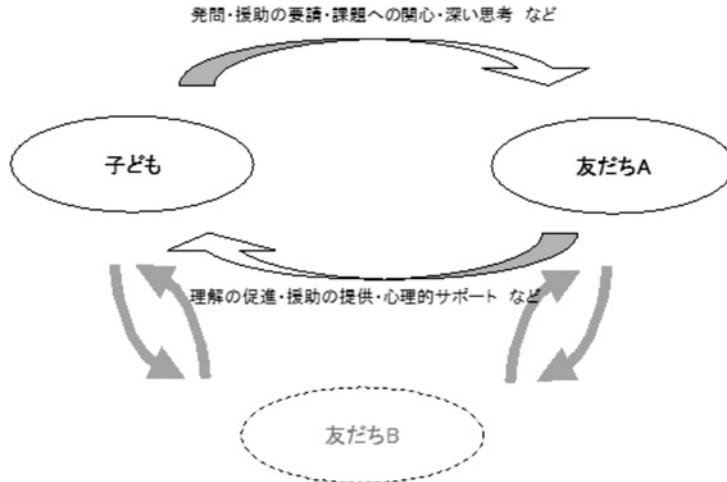 発問・援助の要請・課題への関心・深い思考 など
子ども
友だちA
理解の促進・援助の提供・心理的サポート など
友だちB